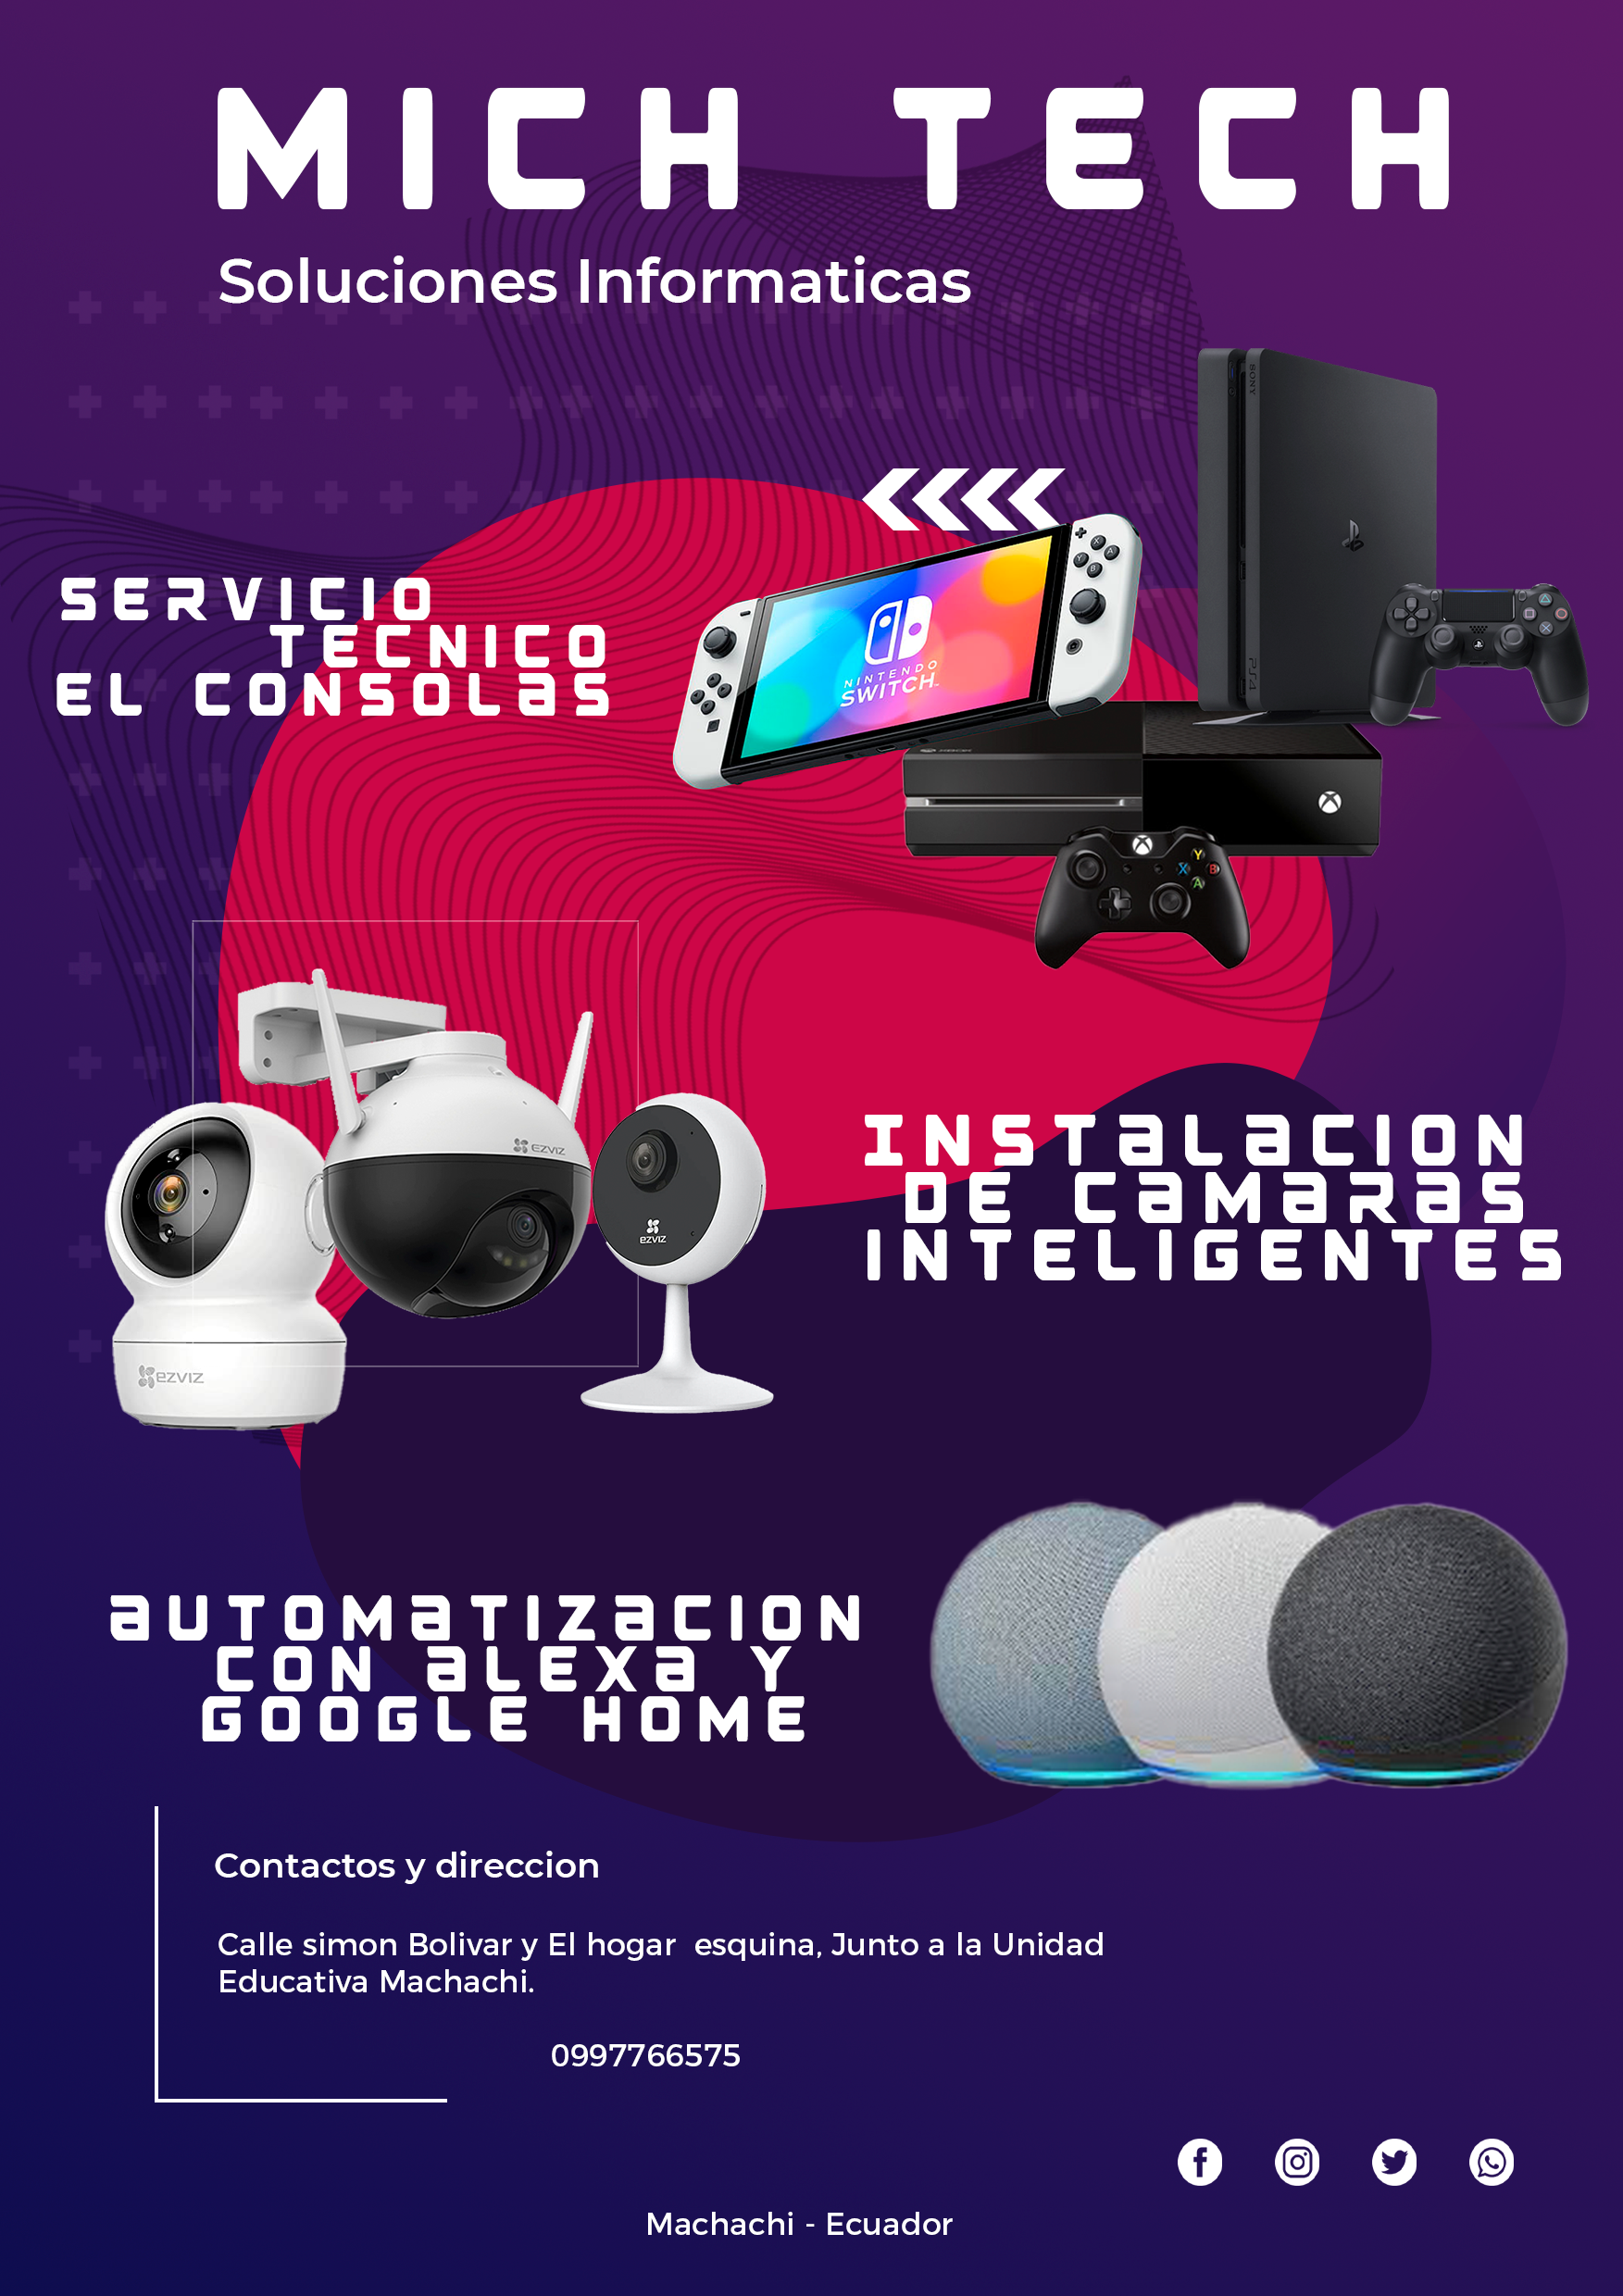 MICH TECH
Soluciones Informaticas
SONY
PS4
NINTENDO
SWITCH
X
A
Y
B
Y
X
B
A
SERVICIO
TECNICO
EL CONSOLAS
EZVIZ
ezviz
ezviz
INSTALACION
DE CAMARAS
INTELIGENTES
AUTOMATIZACION
CON ALEXA Y
GOOGLE HOME
Contactos y direccion
Calle simon Bolivar y El hogar  esquina, Junto a la Unidad
Educativa Machachi.
0997766575
Machachi - Ecuador